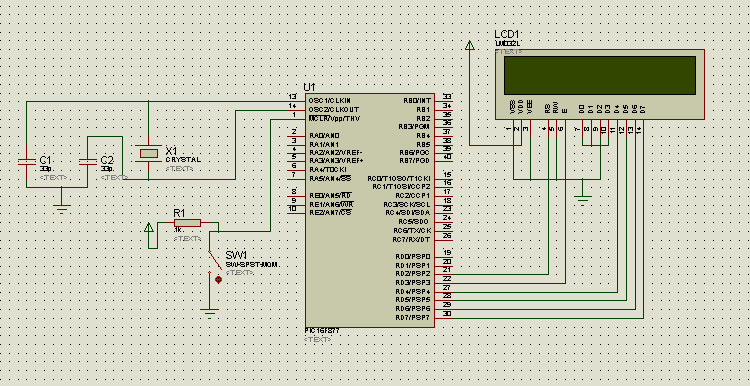 LCD1
LM032L
<TEXT>
VSS
VDD
VEE
RS
RW
E
D0
D1
D2
D3
D4
D5
D6
D7
1
2
3
4
5
6
7
8
9
10
11
12
13
14
U1
13 OSC1/CLKIN RB0/INT 33
14 OSC2/CLKOUT RB1 34
1 MCLR/Vpp/THV RB2 35
RB3/PGM 36
2 RA0/AN0 RB4 37
3 RA1/AN1 RB5 38
4 RA2/AN2/VREF- RB6/PGC 39
5 RA3/AN3/VREF+ RB7/PGD 40
6 RA4/T0CKI
7 RA5/AN4/SS RC0/T1OSO/T1CKI 15
RC1/T1OSI/CCP2 16
8 RE0/AN5/RD RC2/CCP1 17
9 RE1/AN6/WR RC3/SCK/SCL 18
10 RE2/AN7/CS RC4/SDI/SDA 23
RC5/SDO 24
RC6/TX/CK 25
RC7/RX/DT 26
RD0/PSP0 19
RD1/PSP1 20
RD2/PSP2 21
RD3/PSP3 22
RD4/PSP4 27
RD5/PSP5 28
RD6/PSP6 29
RD7/PSP7 30
PIC16F877
<TEXT>
C1
33p
<TEXT>
C2
33p
<TEXT>
X1
CRYSTAL
<TEXT>
R1
1k
<TEXT>
SW1
SW-SPST-MOM
<TEXT>